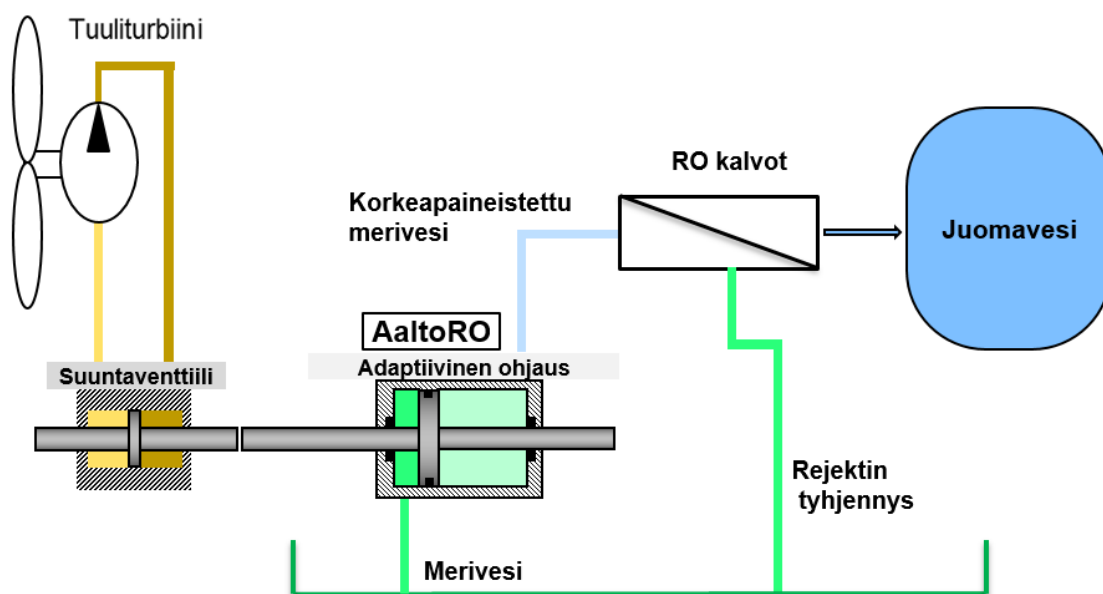 Tuuliturbiini
RO kalvot
Korkeapaineistettu
merivesi
Juomavesi
AaltoRO
Adaptiivinen ohjaus
Suuntaventtiili
Rejektin
tyhjennys
Merivesi